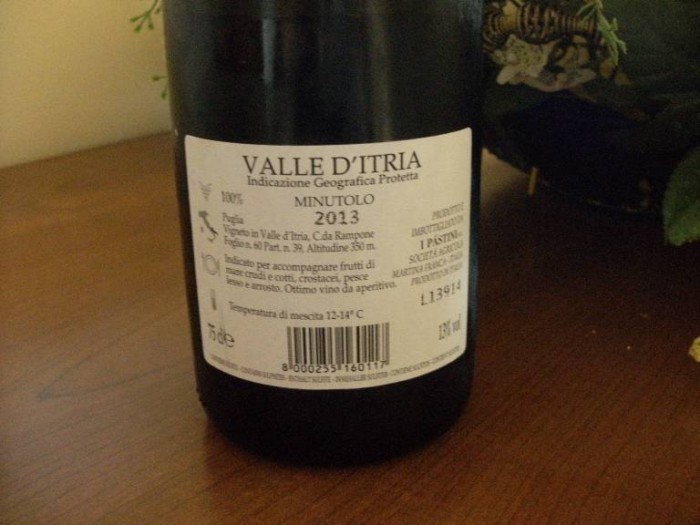 VALLE D'ITRIA
Indicazione Geografica Protetta
100%
MINUTOLO
2013
Puglia
Vigneto in Valle d'Itria, C.da Rampone
Foglio n. 60 Part. n. 39, Altitudine 350 m.
Indicato per accompagnare frutti di
mare crudi e cotti, crostacei, pesce
lesso e arrosto. Ottimo vino da aperitivo.
Temperatura di mescita 12-14° C
PRODOTTO E
IMBOTTIGLIATO DA
I PÁSTINI
SOCIETÀ AGRICOLA
MARTINA FRANCA - ITALIA
PRODOTTO IN ITALIA
L13914
75 cl e
13% vol
8 000255 160117